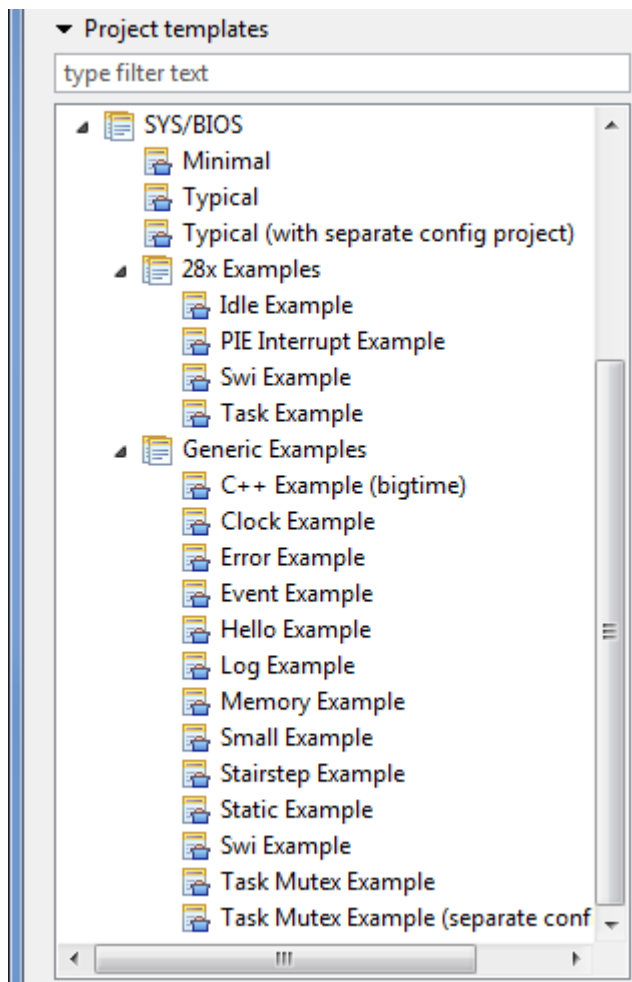 Project templates
type filter text
SYS/BIOS
Minimal
Typical
Typical (with separate config project)
28x Examples
Idle Example
PIE Interrupt Example
Swi Example
Task Example
Generic Examples
C++ Example (bigtime)
Clock Example
Error Example
Event Example
Hello Example
Log Example
Memory Example
Small Example
Stairstep Example
Static Example
Swi Example
Task Mutex Example
Task Mutex Example (separate conf